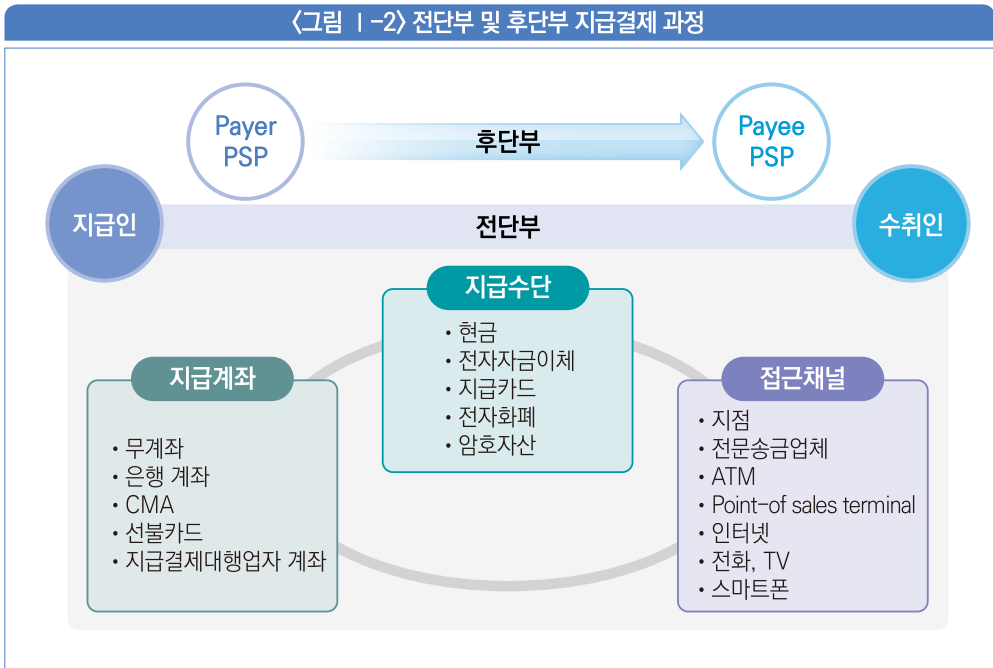 〈그림 Ⅰ-2〉 전단부 및 후단부 지급결제 과정
Payer
PSP
후단부
Payee
PSP
지급인
전단부
수취인
지급수단
• 현금
• 전자자금이체
• 지급카드
• 전자화폐
• 암호자산
지급계좌
• 무계좌
• 은행 계좌
• CMA
• 선불카드
• 지급결제대행업자 계좌
접근채널
• 지점
• 전문송금업체
• ATM
• Point-of sales terminal
• 인터넷
• 전화, TV
• 스마트폰